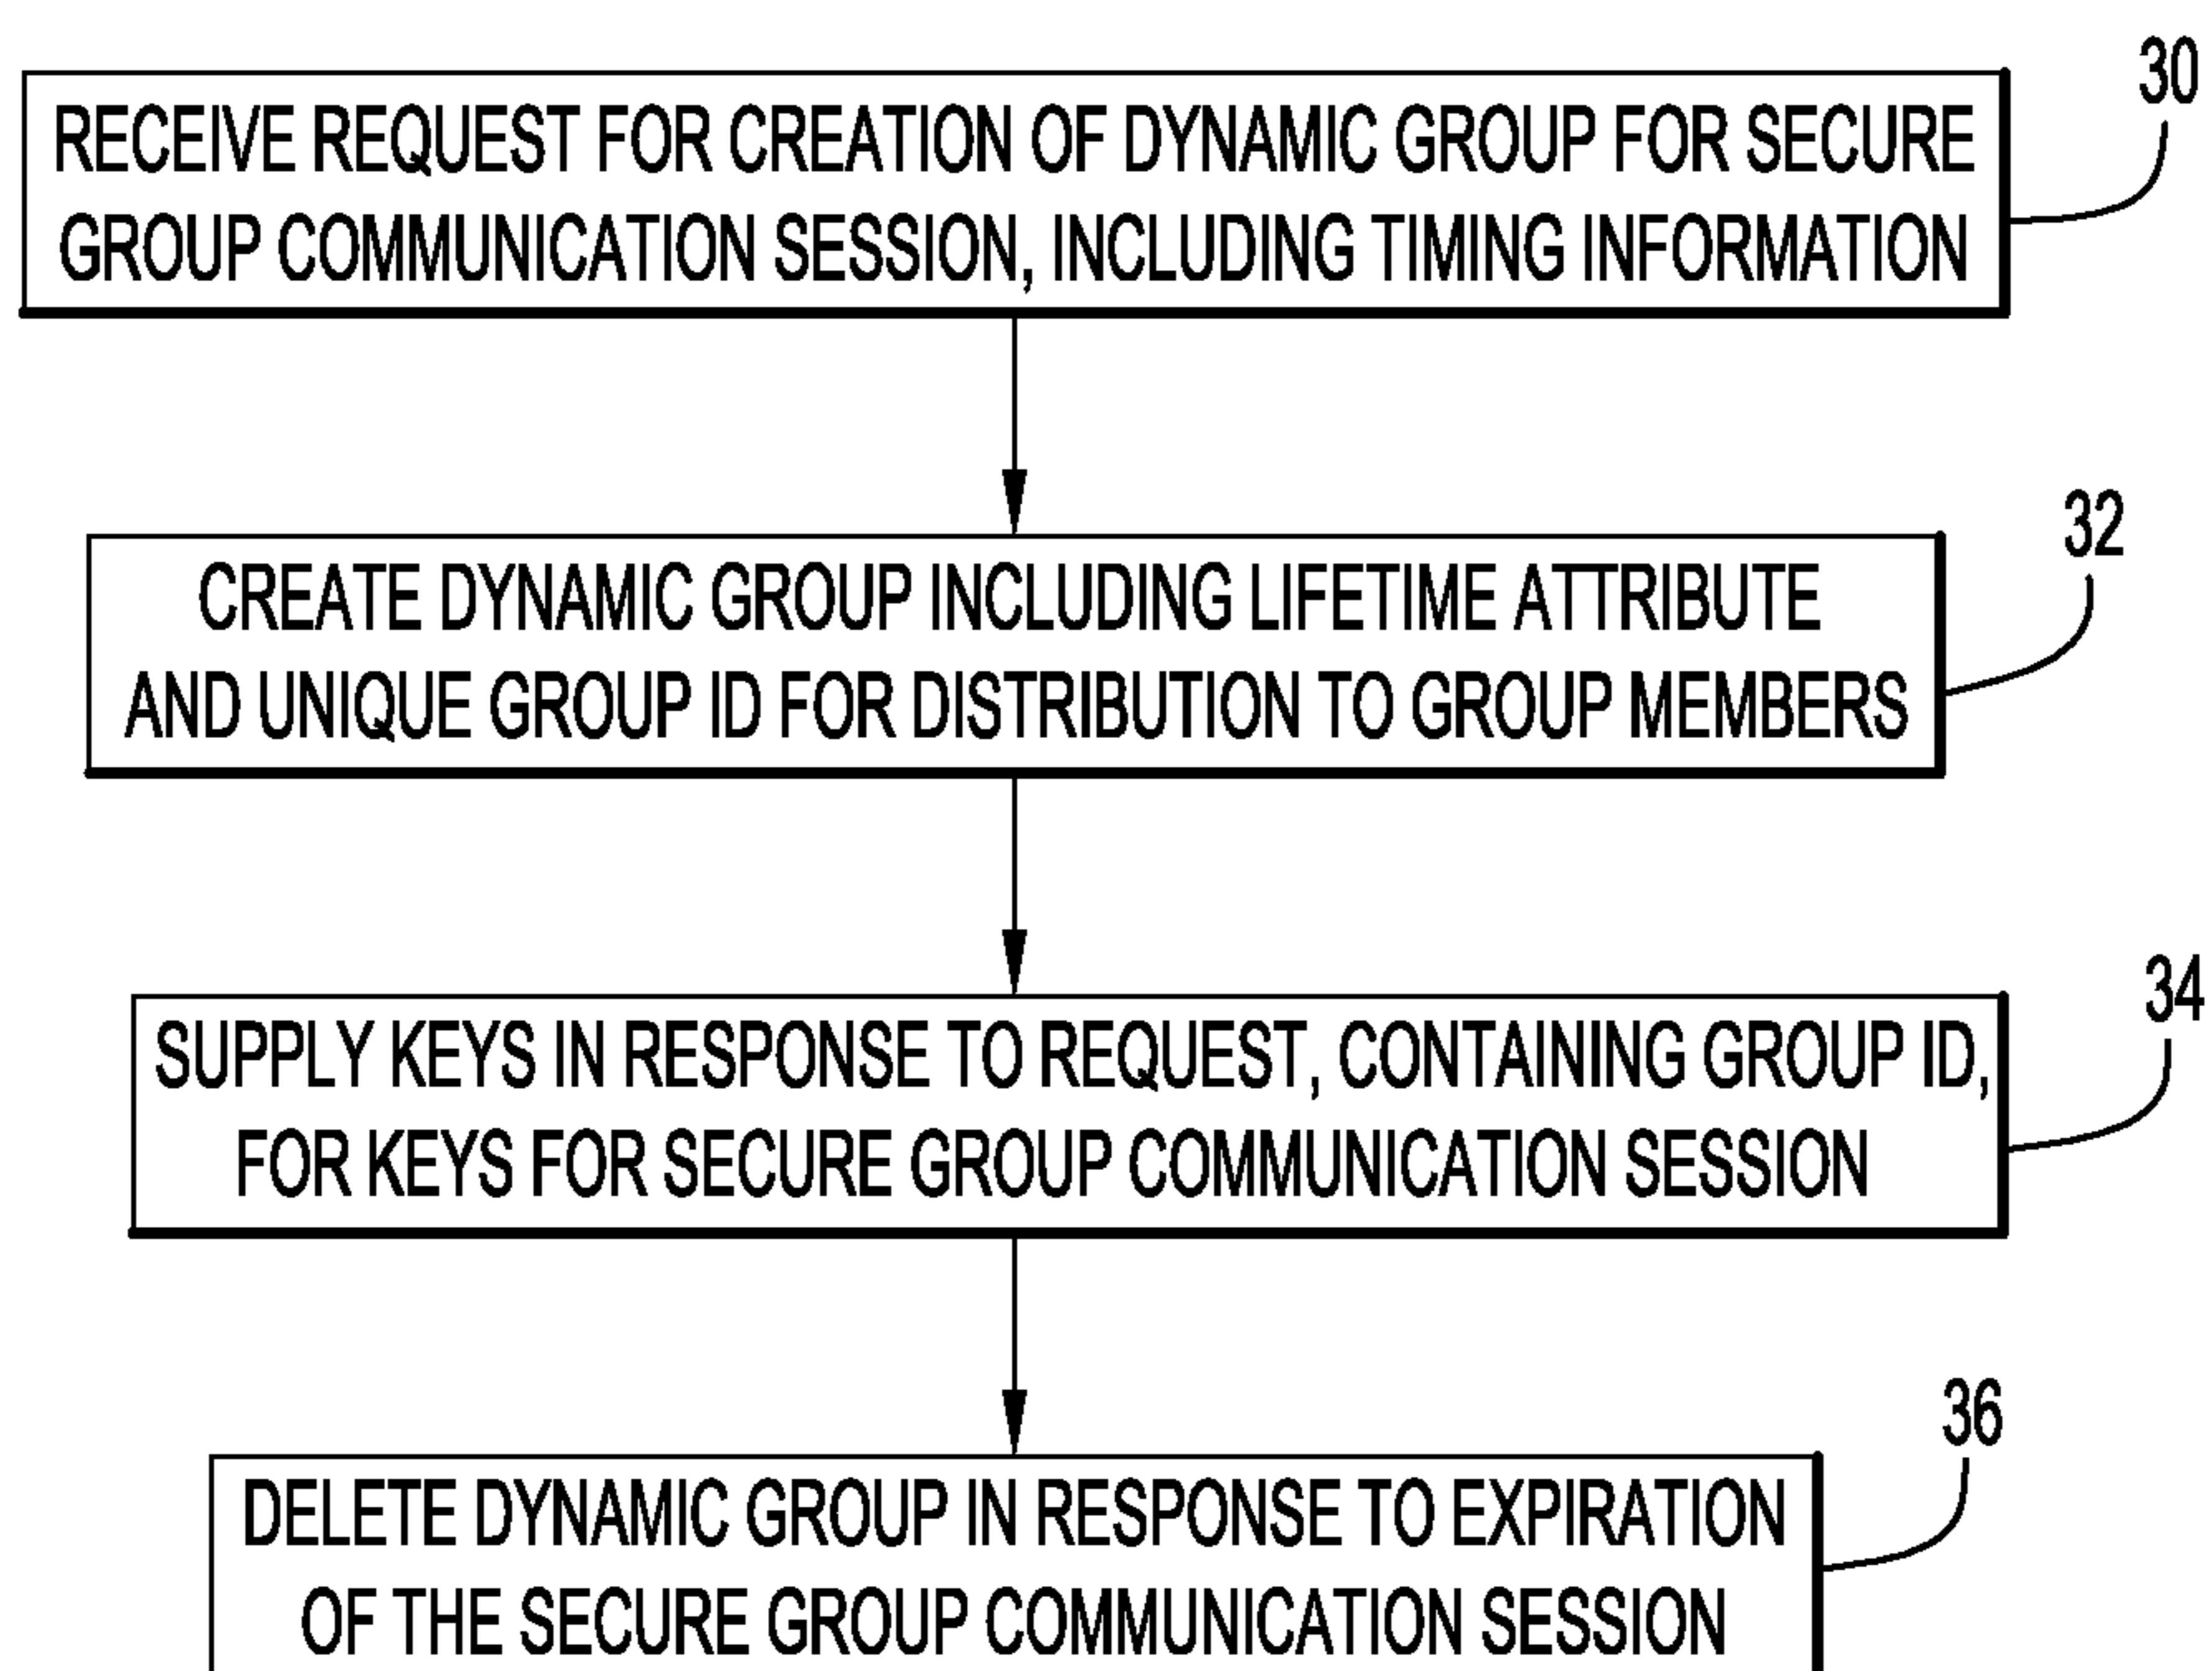 30
RECEIVE REQUEST FOR CREATION OF DYNAMIC GROUP FOR SECURE
GROUP COMMUNICATION SESSION, INCLUDING TIMING INFORMATION
32
CREATE DYNAMIC GROUP INCLUDING LIFETIME ATTRIBUTE
AND UNIQUE GROUP ID FOR DISTRIBUTION TO GROUP MEMBERS
34
SUPPLY KEYS IN RESPONSE TO REQUEST, CONTAINING GROUP ID,
FOR KEYS FOR SECURE GROUP COMMUNICATION SESSION
36
DELETE DYNAMIC GROUP IN RESPONSE TO EXPIRATION
OF THE SECURE GROUP COMMUNICATION SESSION